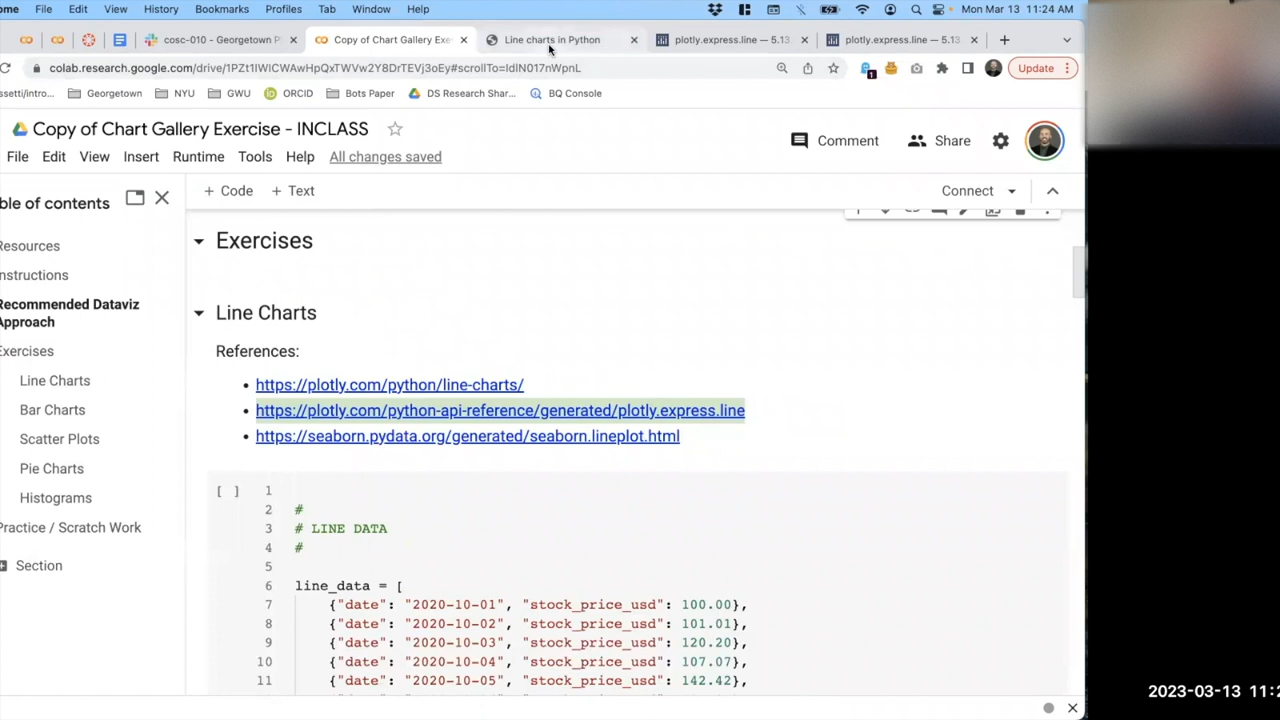 File Edit View History Bookmarks Profiles Tab Window Help Mon Mar 13 11:24 AM
cosc-010 - Georgetown P Copy of Chart Gallery Exe Line charts in Python plotly.express.line — 5.13. plotly.express.line — 5.13.
colab.research.google.com/drive/1PZt1IWICWAwHpQxTWVw2Y8DrTEVj3oEy#scrollTo=IdIN017nWpnL 1 Update
ssetti/intro... Georgetown NYU GWU ORCID Bots Paper DS Research Shar... BQ Console
Copy of Chart Gallery Exercise - INCLASS
Comment Share
File Edit View Insert Runtime Tools Help All changes saved
ble of contents
+ Code + Text Connect
Resources
nstructions
Recommended Dataviz
Approach
Exercises
Line Charts
Bar Charts
Scatter Plots
Pie Charts
Histograms
Practice / Scratch Work
Section
Exercises
Line Charts
References:
• https://plotly.com/python/line-charts/
• https://plotly.com/python-api-reference/generated/plotly.express.line
• https://seaborn.pydata.org/generated/seaborn.lineplot.html
[ ] 1
2 #
3 # LINE DATA
4 #
5
6 line_data = [
7 {"date": "2020-10-01", "stock_price_usd": 100.00},
8 {"date": "2020-10-02", "stock_price_usd": 101.01},
9 {"date": "2020-10-03", "stock_price_usd": 120.20},
10 {"date": "2020-10-04", "stock_price_usd": 107.07},
11 {"date": "2020-10-05", "stock_price_usd": 142.42},
2023-03-13 11:2